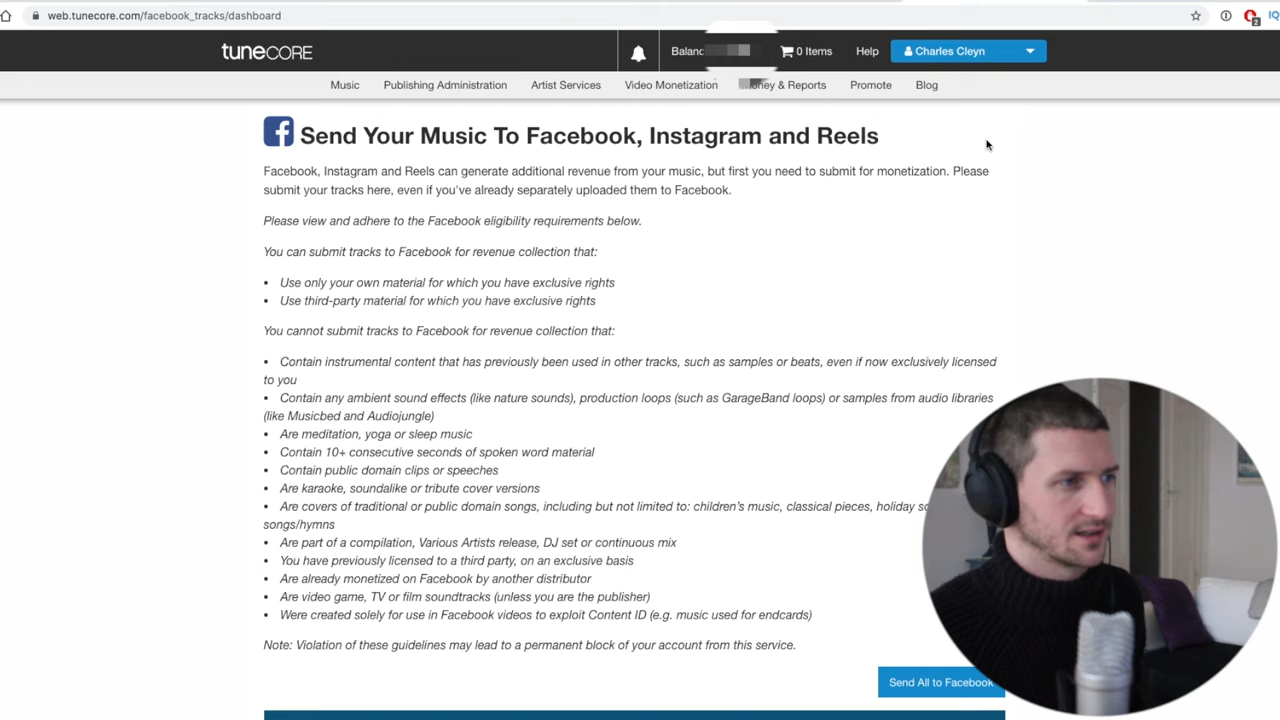 web.tunecore.com/facebook_tracks/dashboard
tunecore
Balanc
0 Items
Help
Charles Cleyn
Music
Publishing Administration
Artist Services
Video Monetization
& Reports
Promote
Blog
Send Your Music To Facebook, Instagram and Reels
Facebook, Instagram and Reels can generate additional revenue from your music, but first you need to submit for monetization. Please
submit your tracks here, even if you've already separately uploaded them to Facebook.
Please view and adhere to the Facebook eligibility requirements below.
You can submit tracks to Facebook for revenue collection that:
• Use only your own material for which you have exclusive rights
• Use third-party material for which you have exclusive rights
You cannot submit tracks to Facebook for revenue collection that:
• Contain instrumental content that has previously been used in other tracks, such as samples or beats, even if now exclusively licensed
to you
• Contain any ambient sound effects (like nature sounds), production loops (such as GarageBand loops) or samples from audio libraries
(like Musicbed and Audiojungle)
• Are meditation, yoga or sleep music
• Contain 10+ consecutive seconds of spoken word material
• Contain public domain clips or speeches
• Are karaoke, soundalike or tribute cover versions
• Are covers of traditional or public domain songs, including but not limited to: children's music, classical pieces, holiday
songs/hymns
• Are part of a compilation, Various Artists release, DJ set or continuous mix
• You have previously licensed to a third party, on an exclusive basis
• Are already monetized on Facebook by another distributor
• Are video game, TV or film soundtracks (unless you are the publisher)
• Were created solely for use in Facebook videos to exploit Content ID (e.g. music used for endcards)
Note: Violation of these guidelines may lead to a permanent block of your account from this service.
Send All to Facebook